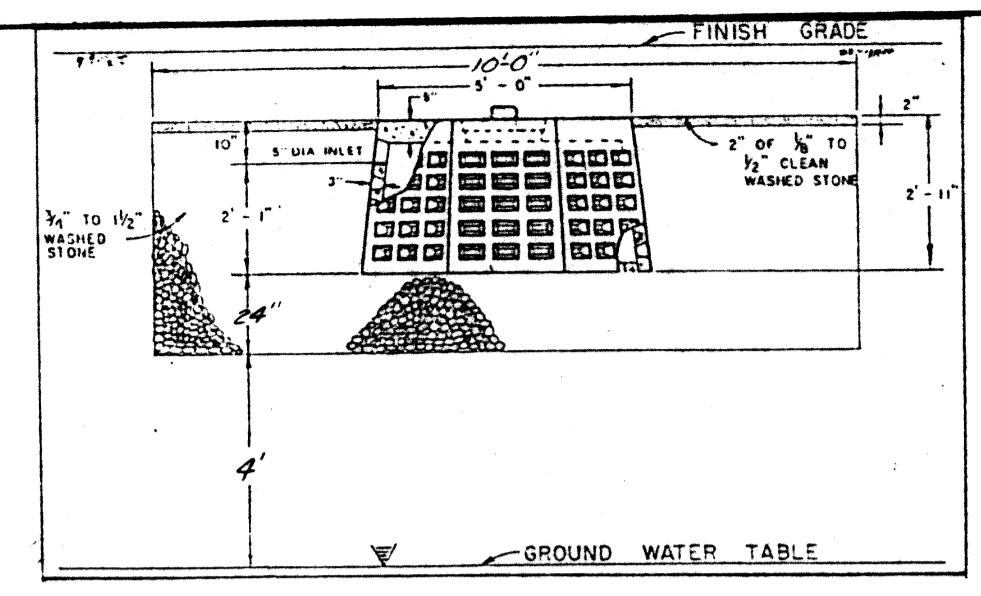 FINISH GRADE
10'-0"
5' - 0"
8"
2"
10"
5" DIA INLET
2" OF 1/8" TO
1/2" CLEAN
WASHED STONE
3"
2' - 11"
3/4" TO 1 1/2"
WASHED
STONE
2' - 1"
24"
4'
GROUND WATER TABLE